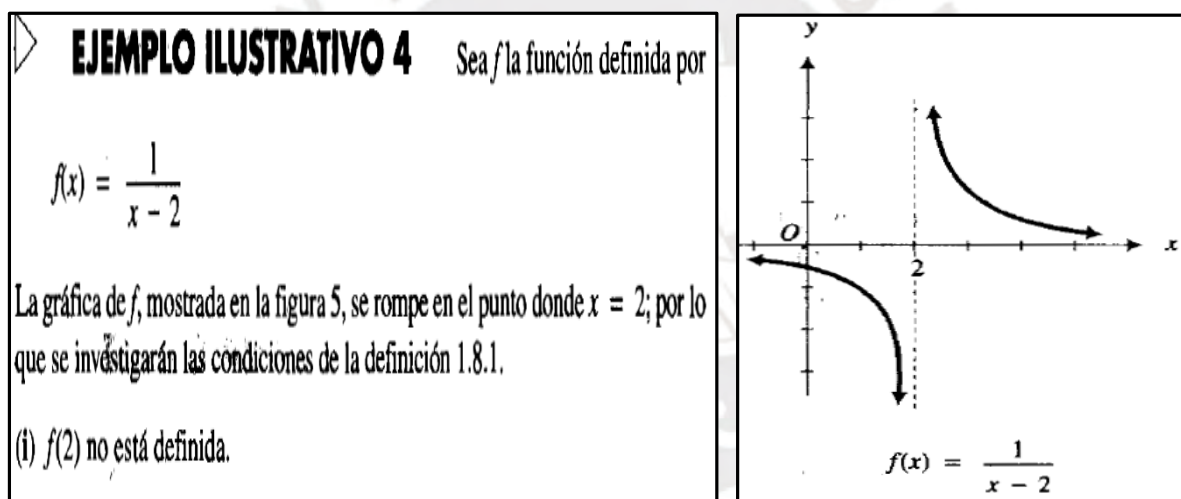 EJEMPLO ILUSTRATIVO 4 Sea f la función definida por
f(x) = 1 / (x − 2)
La gráfica de f, mostrada en la figura 5, se rompe en el punto donde x = 2; por lo
que se investigarán las condiciones de la definición 1.8.1.
(i) f(2) no está definida.
y
O
2
x
f(x) = 1 / (x − 2)